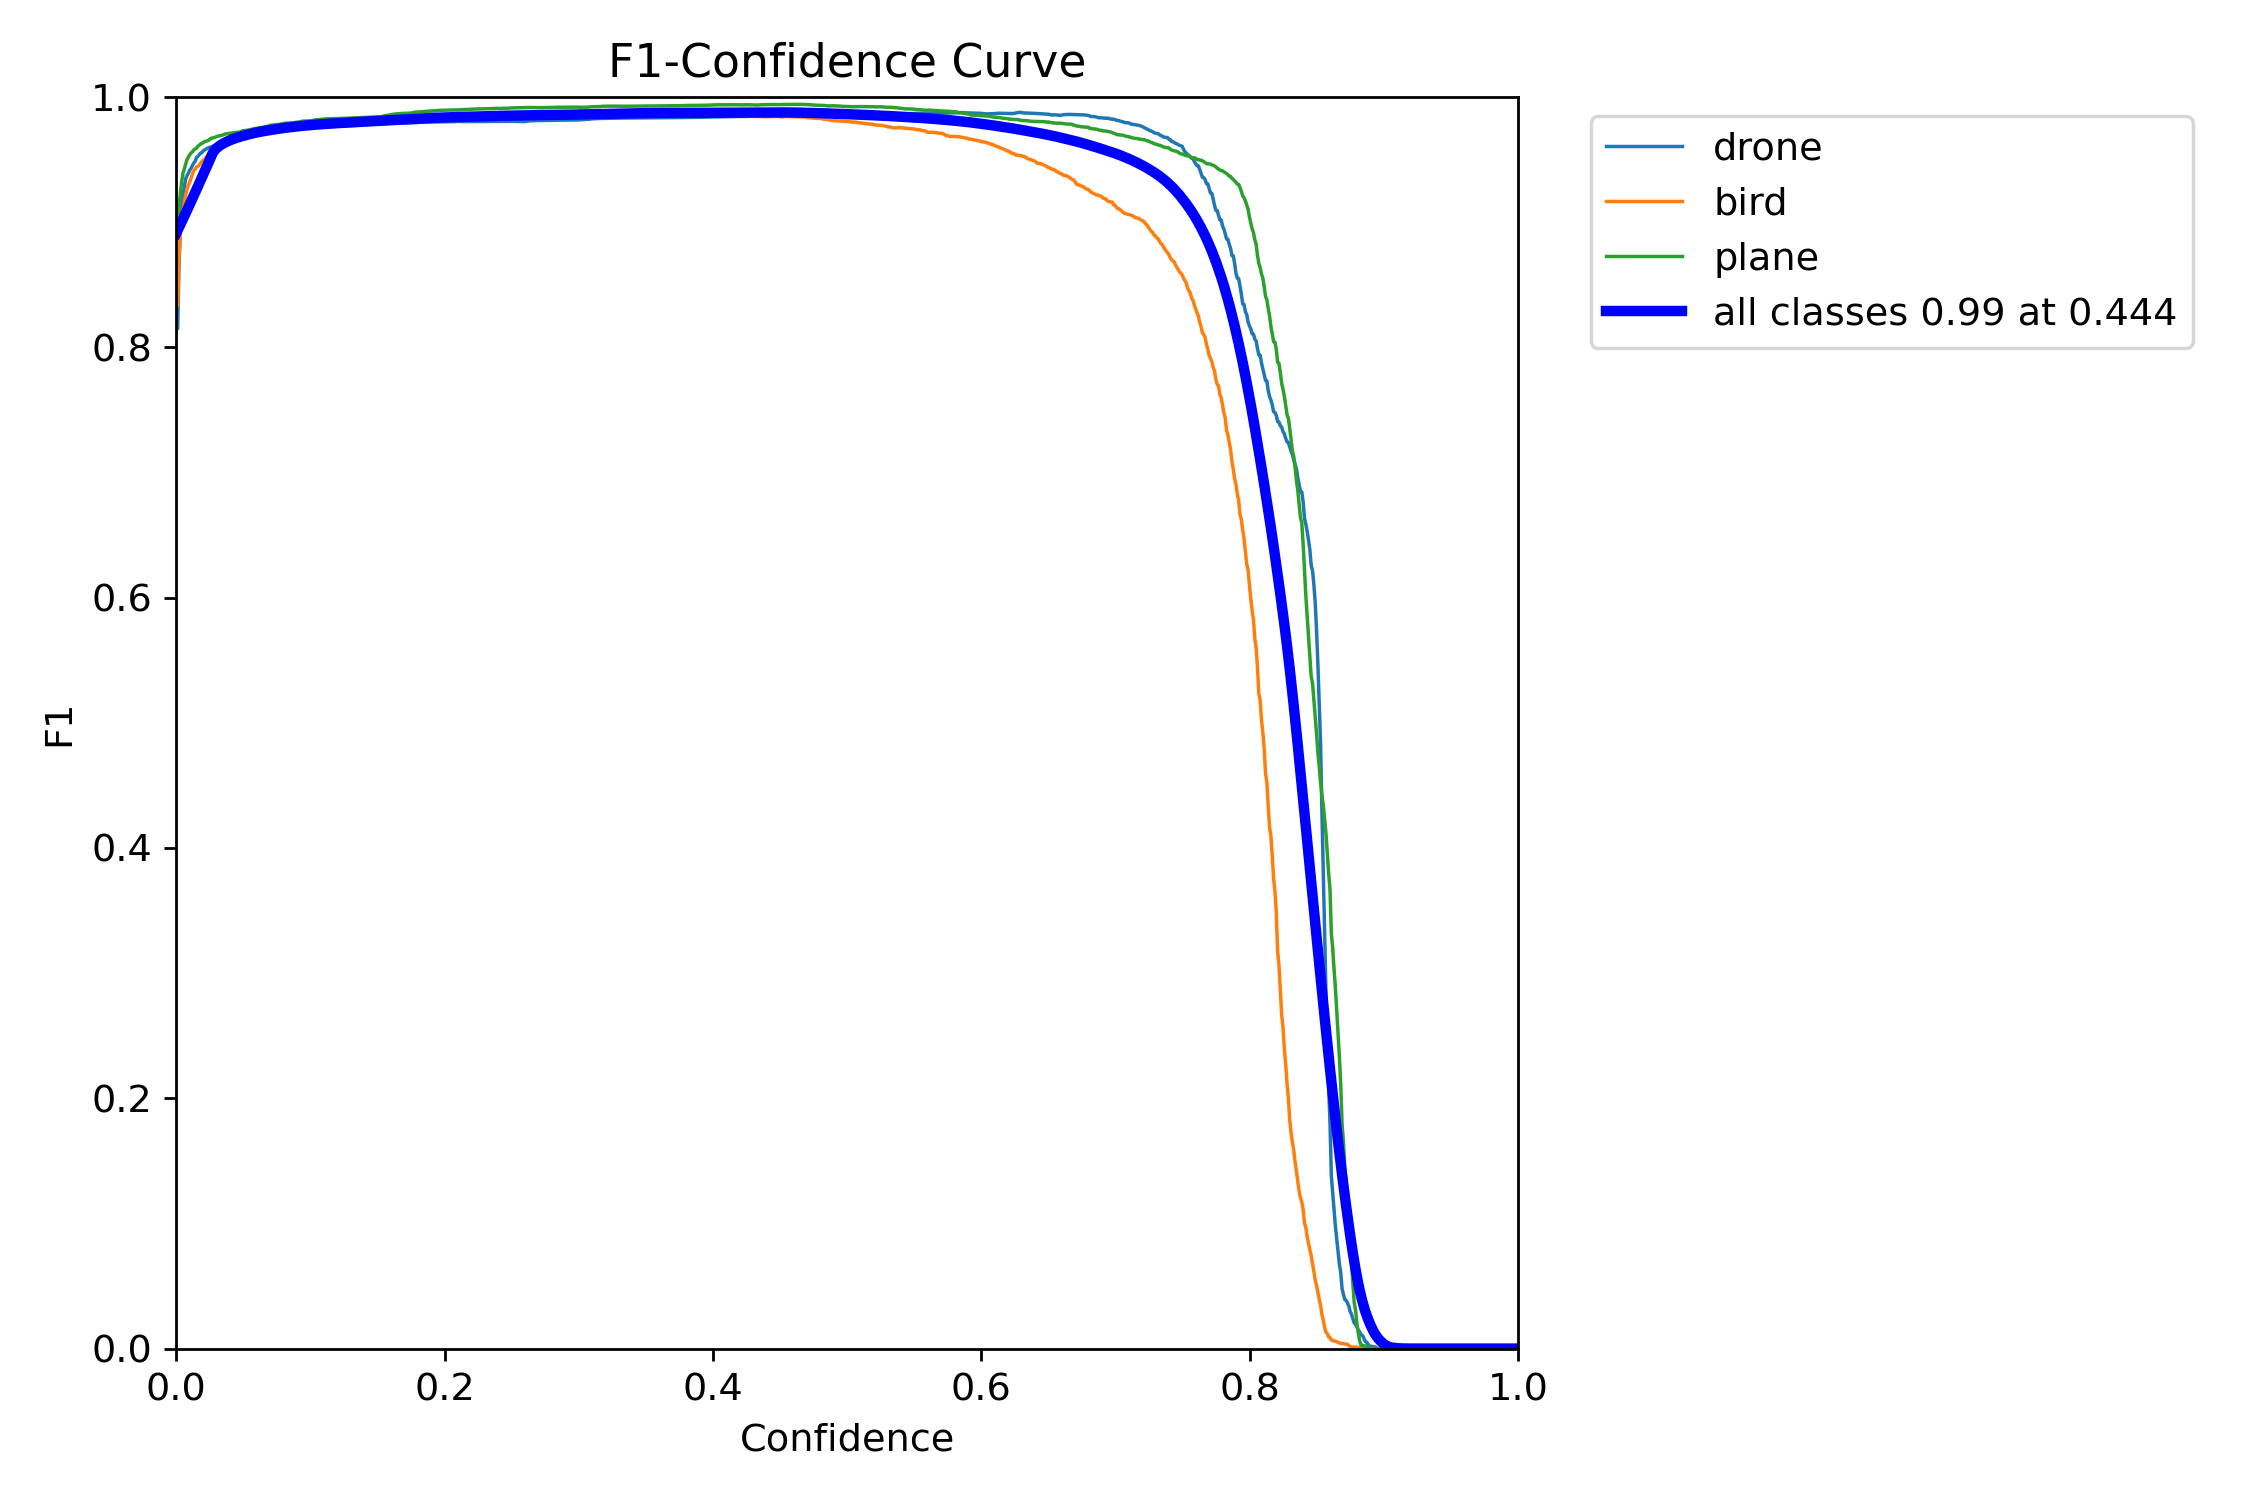 F1-Confidence Curve
1.0
0.8
0.6
0.4
0.2
0.0
F1
0.0 0.2 0.4 0.6 0.8 1.0
Confidence
drone
bird
plane
all classes 0.99 at 0.444